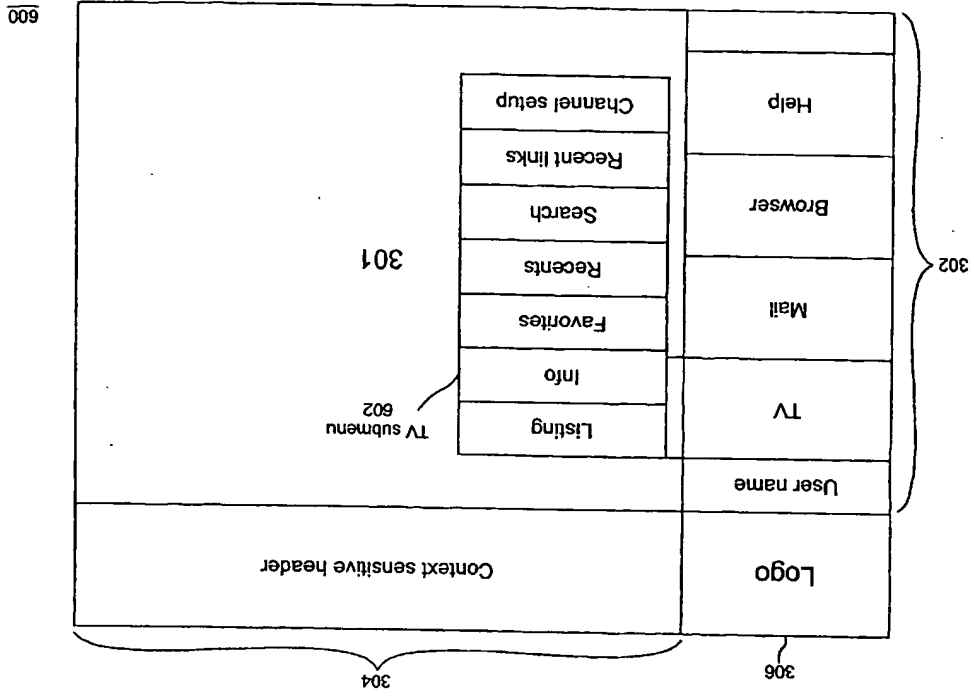 306
304
Logo
Context sensitive header
User name
TV
Mail
Browser
Help
302
Listing
Info
Favorites
Recents
Search
Recent links
Channel setup
TV submenu
602
301
600